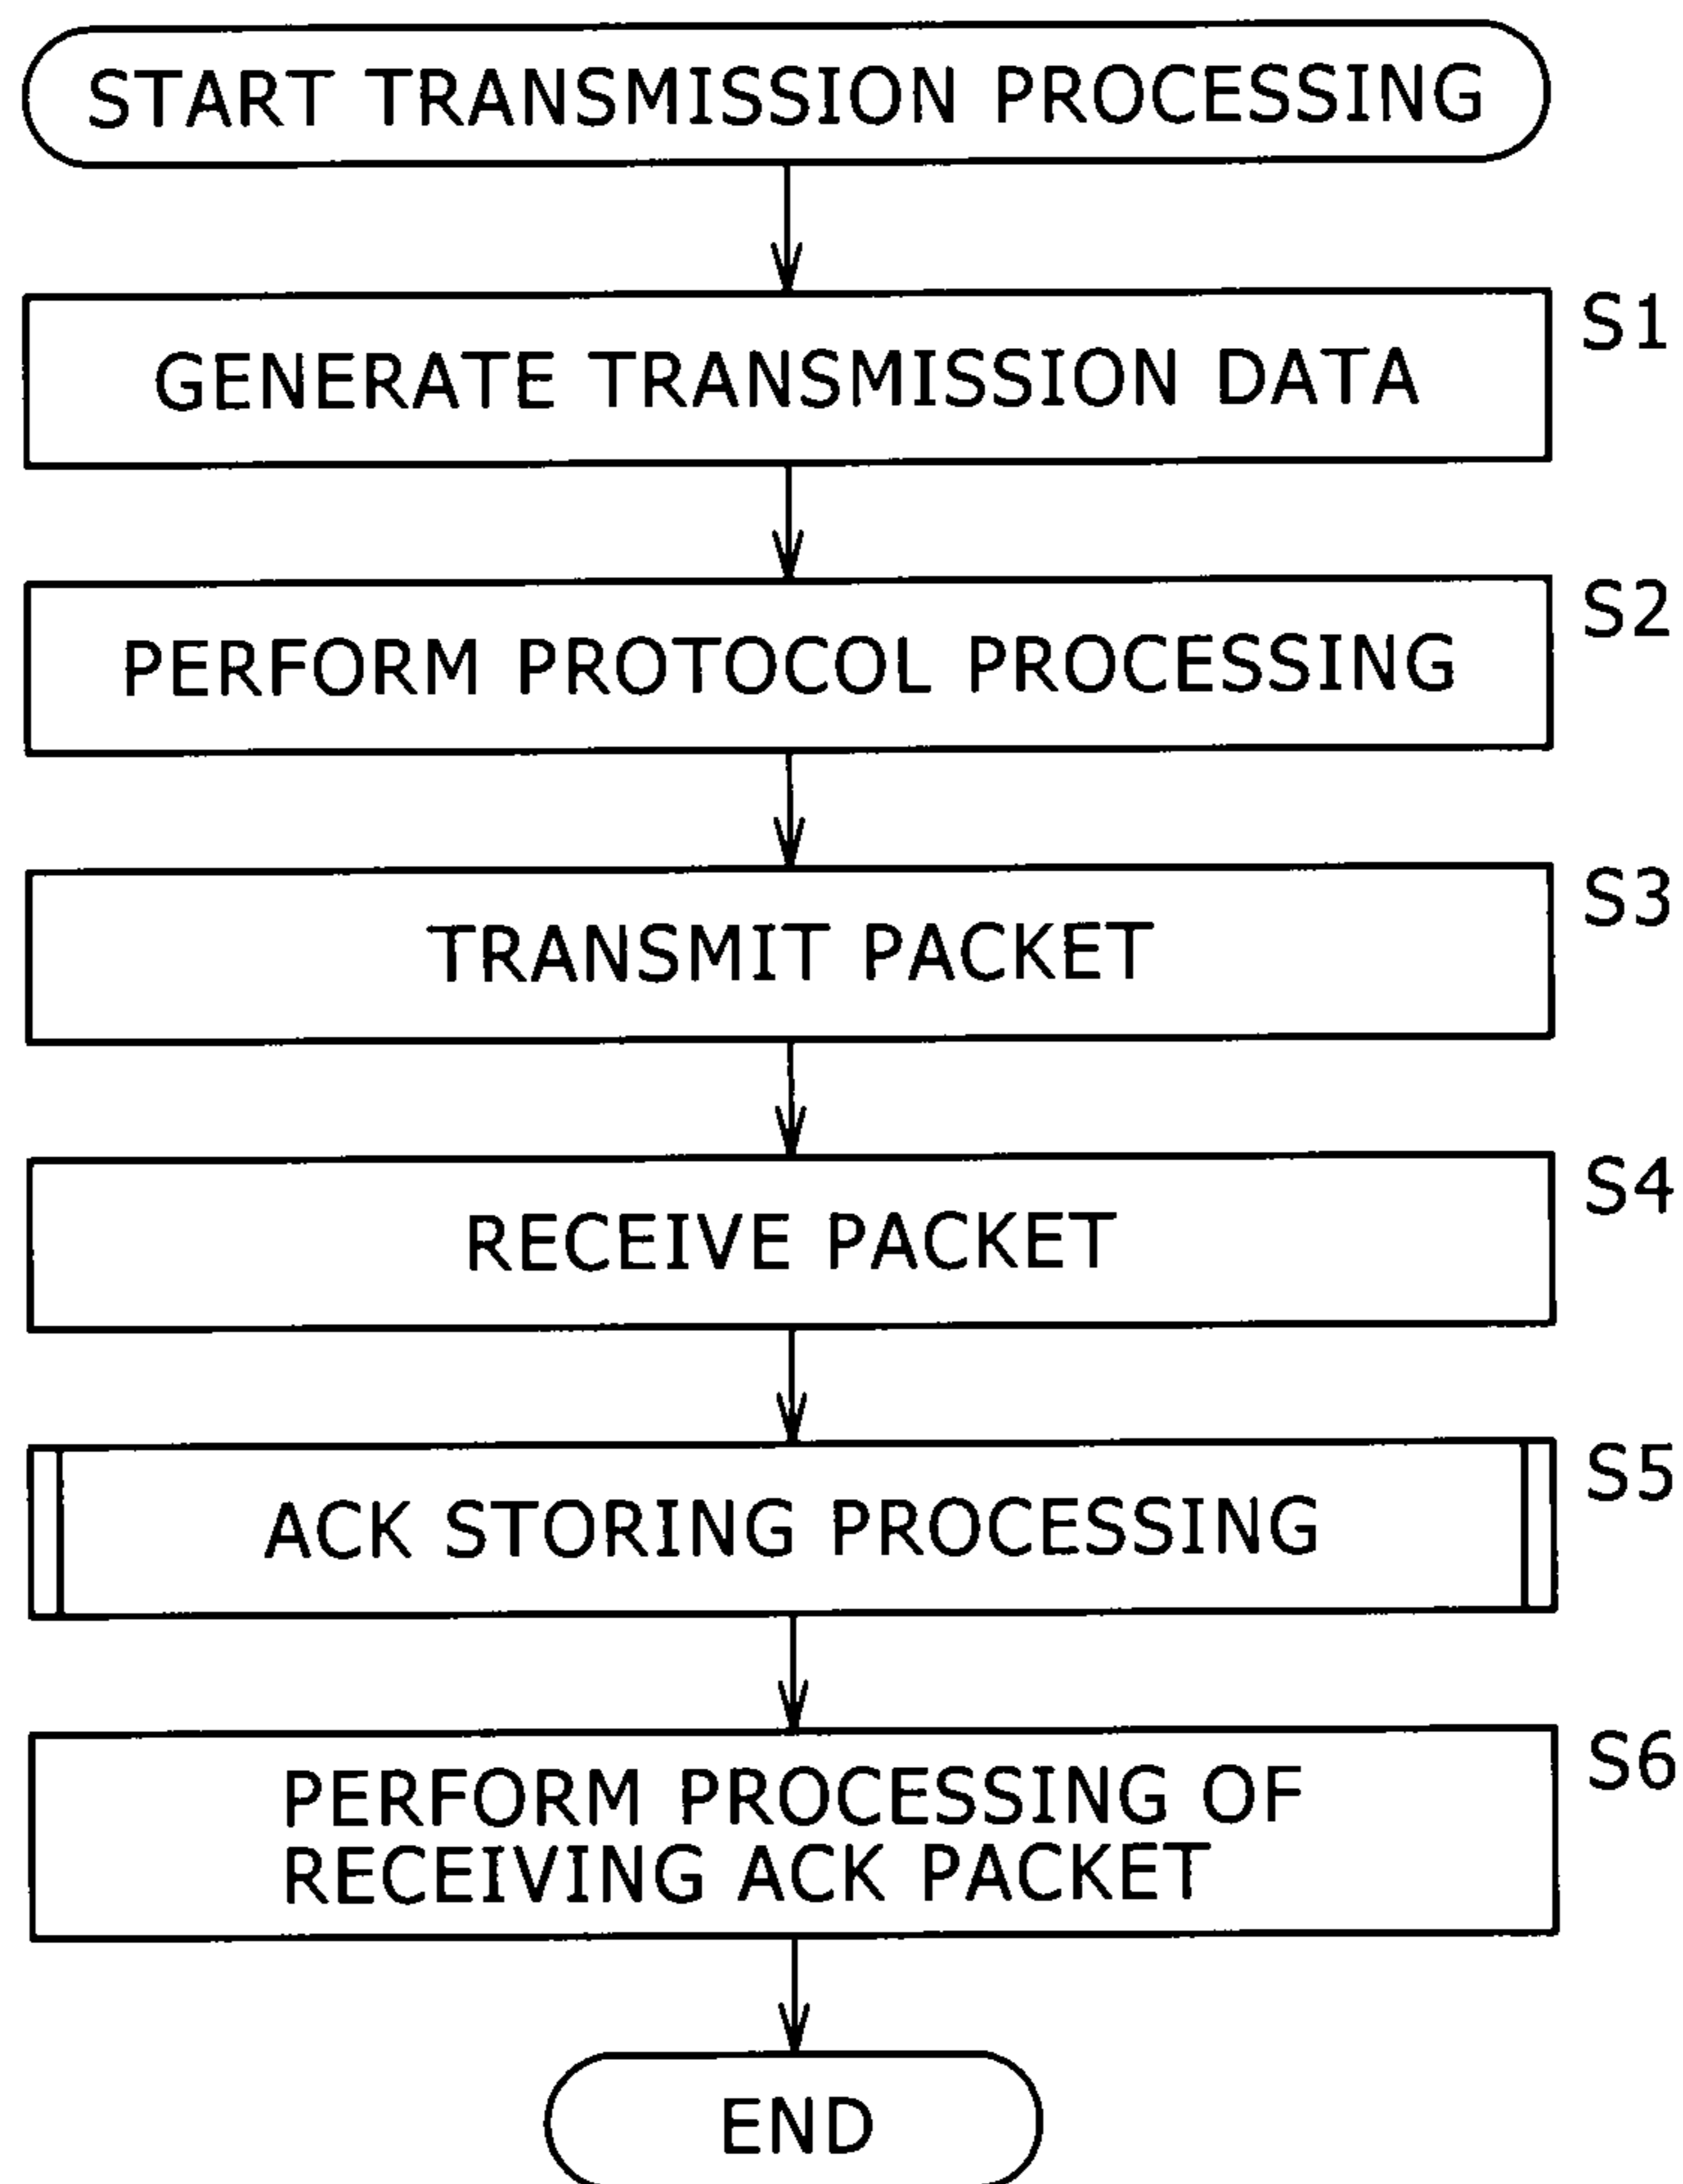 START TRANSMISSION PROCESSING
S1
GENERATE TRANSMISSION DATA
S2
PERFORM PROTOCOL PROCESSING
S3
TRANSMIT PACKET
S4
RECEIVE PACKET
S5
ACK STORING PROCESSING
S6
PERFORM PROCESSING OF
RECEIVING ACK PACKET
END